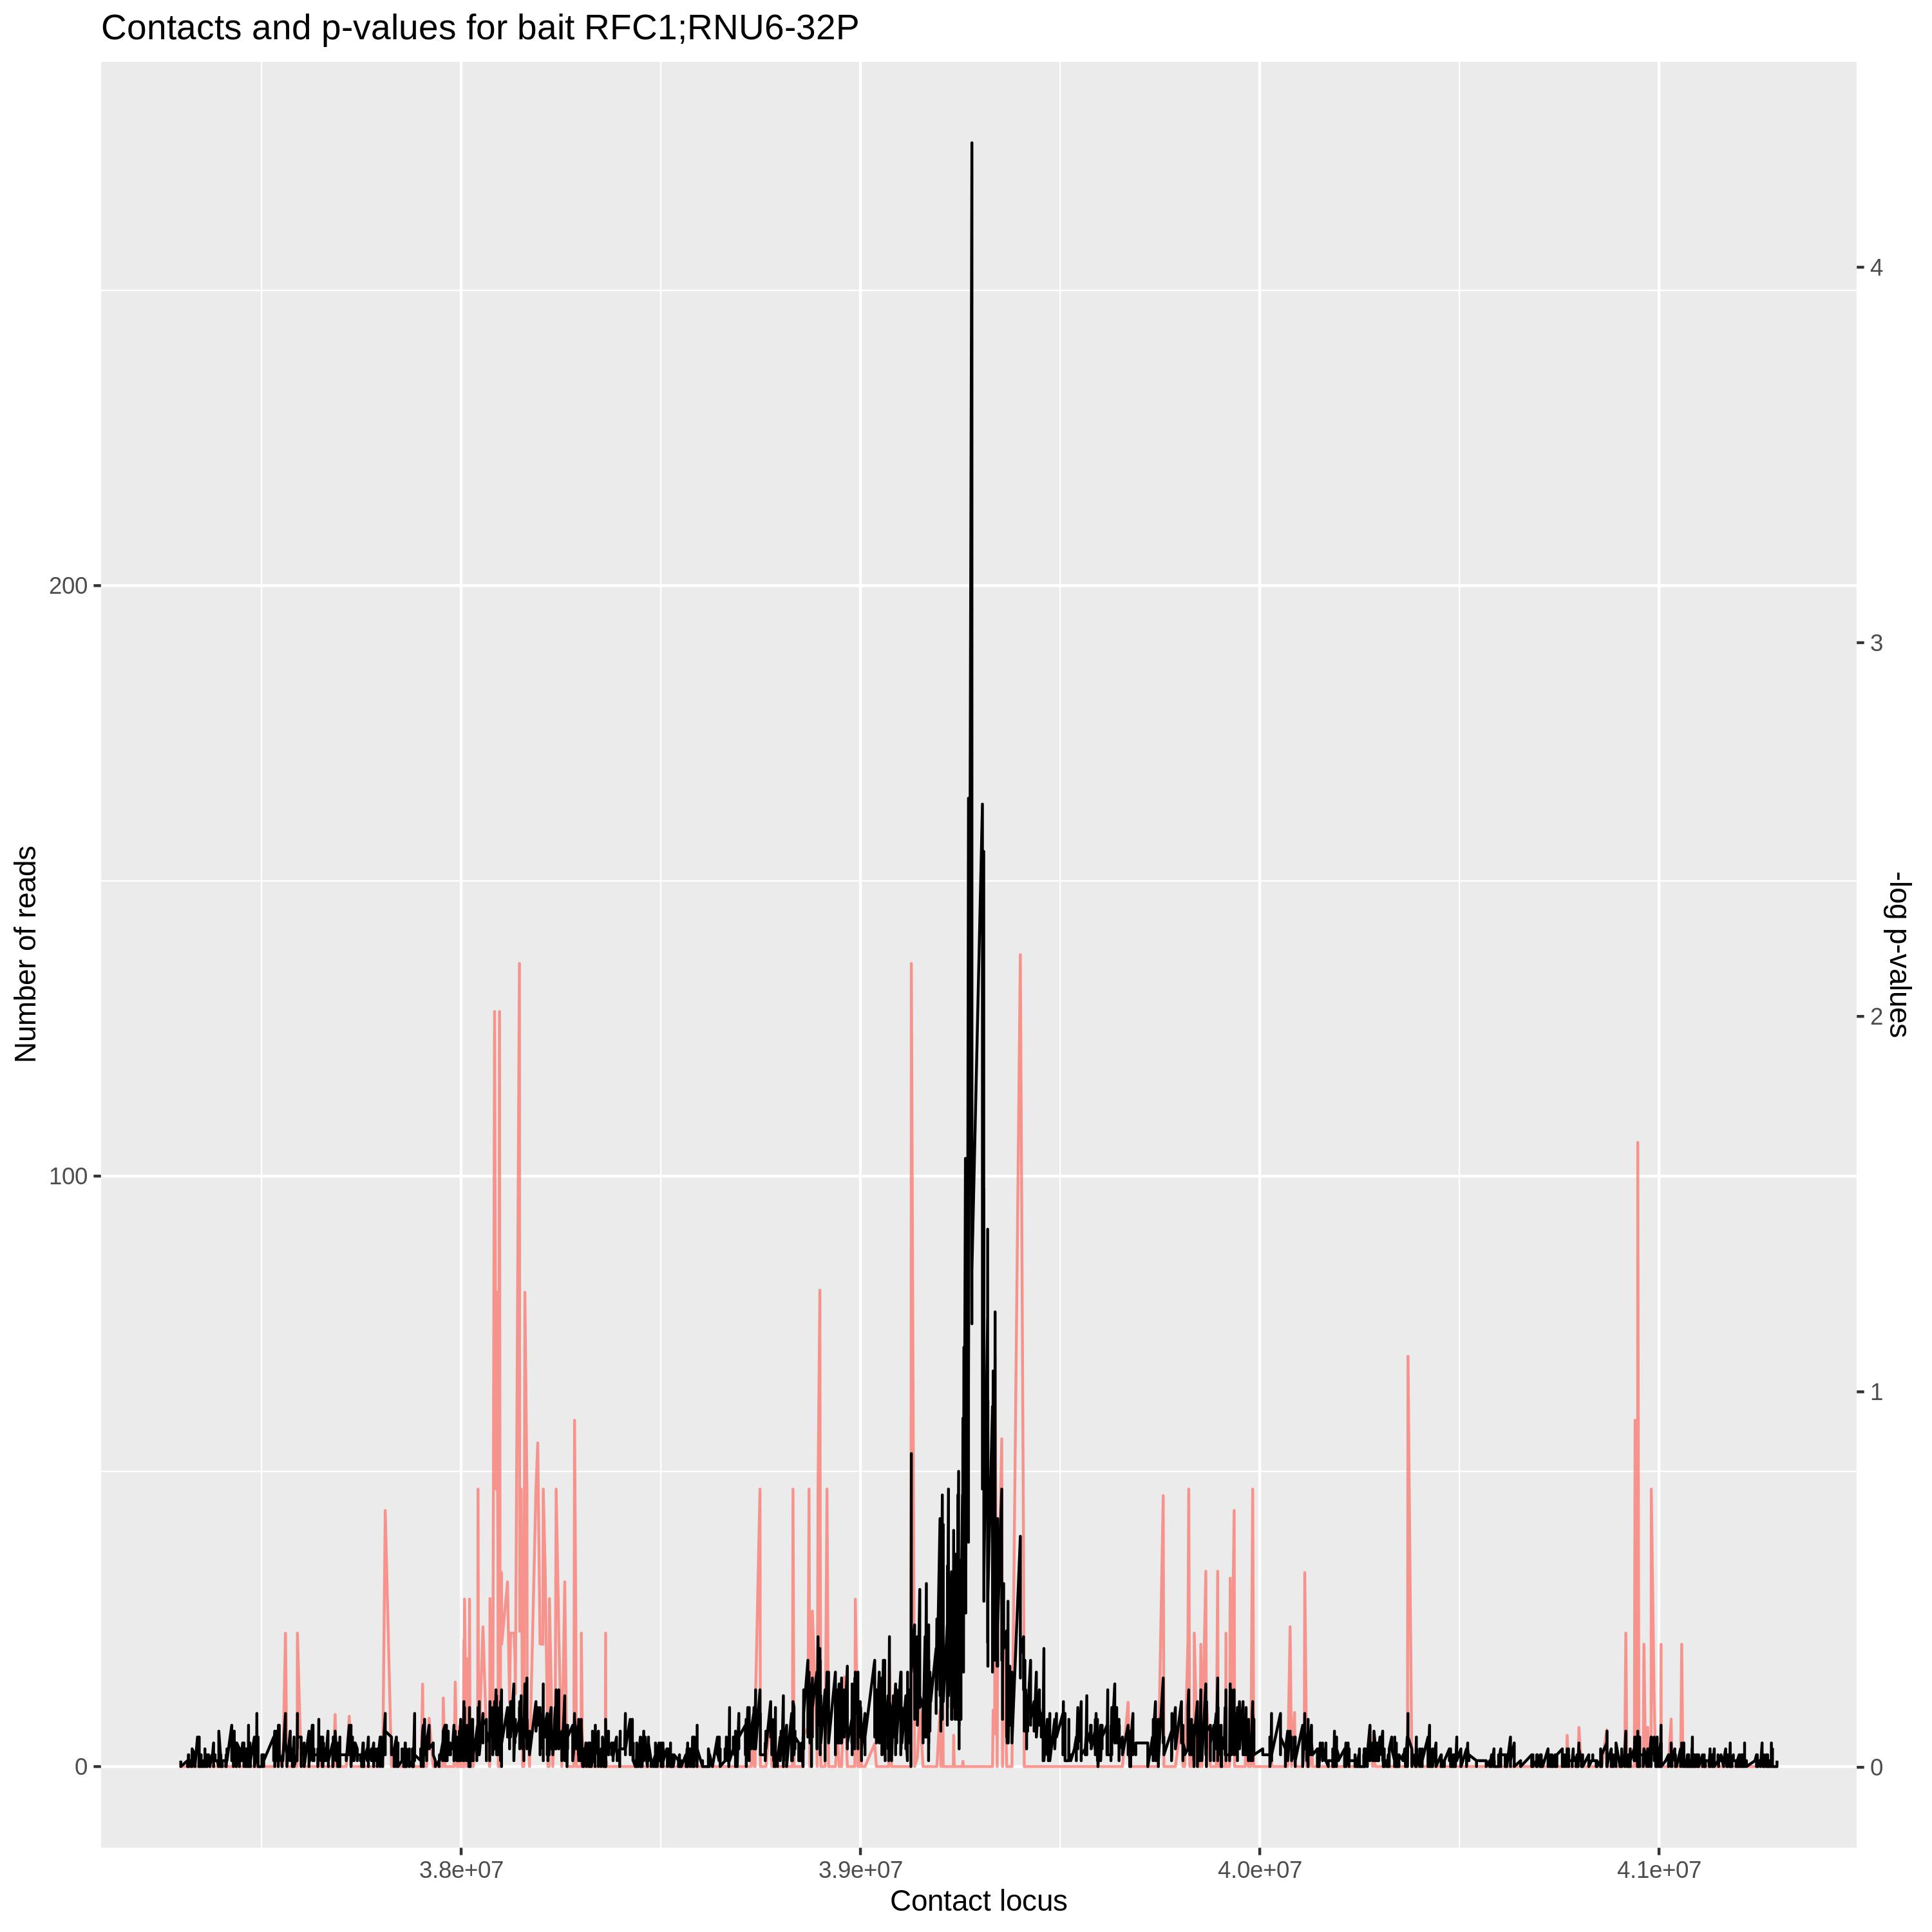 Contacts and p-values for bait RFC1;RNU6-32P
Number of reads
200
100
0
4
3
2
1
0
-log p-values
3.8e+07
3.9e+07
4.0e+07
4.1e+07
Contact locus